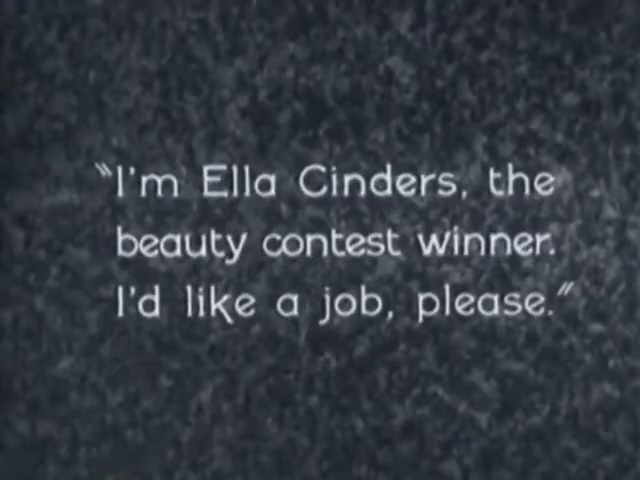 "I'm Ella Cinders, the
beauty contest winner.
I'd like a job, please."